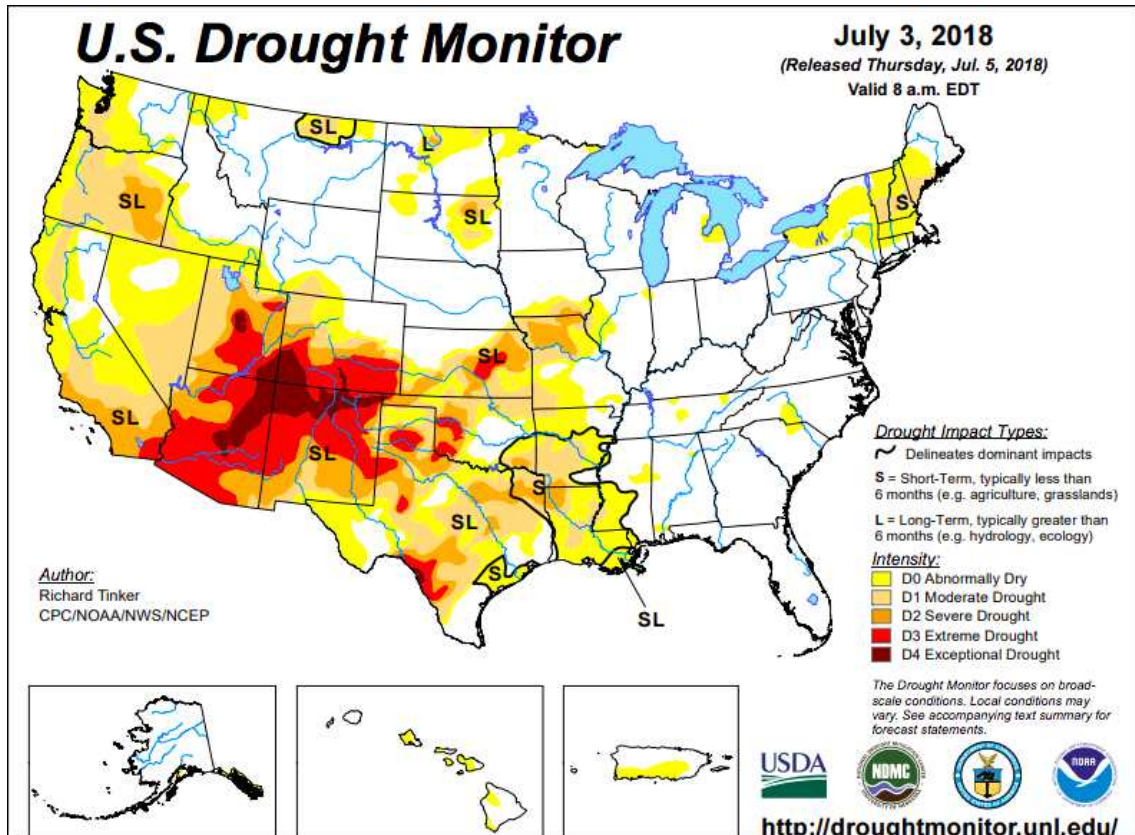 U.S. Drought Monitor
July 3, 2018
(Released Thursday, Jul. 5, 2018)
Valid 8 a.m. EDT
SL
L
SL
SL
S
SL
SL
SL
S
SL
S
SL
Drought Impact Types:
Delineates dominant impacts
S = Short-Term, typically less than
6 months (e.g. agriculture, grasslands)
L = Long-Term, typically greater than
6 months (e.g. hydrology, ecology)
Intensity:
D0 Abnormally Dry
D1 Moderate Drought
D2 Severe Drought
D3 Extreme Drought
D4 Exceptional Drought
Author:
Richard Tinker
CPC/NOAA/NWS/NCEP
The Drought Monitor focuses on broad-
scale conditions. Local conditions may
vary. See accompanying text summary for
forecast statements.
USDA
NDMC
NOAA
http://droughtmonitor.unl.edu/